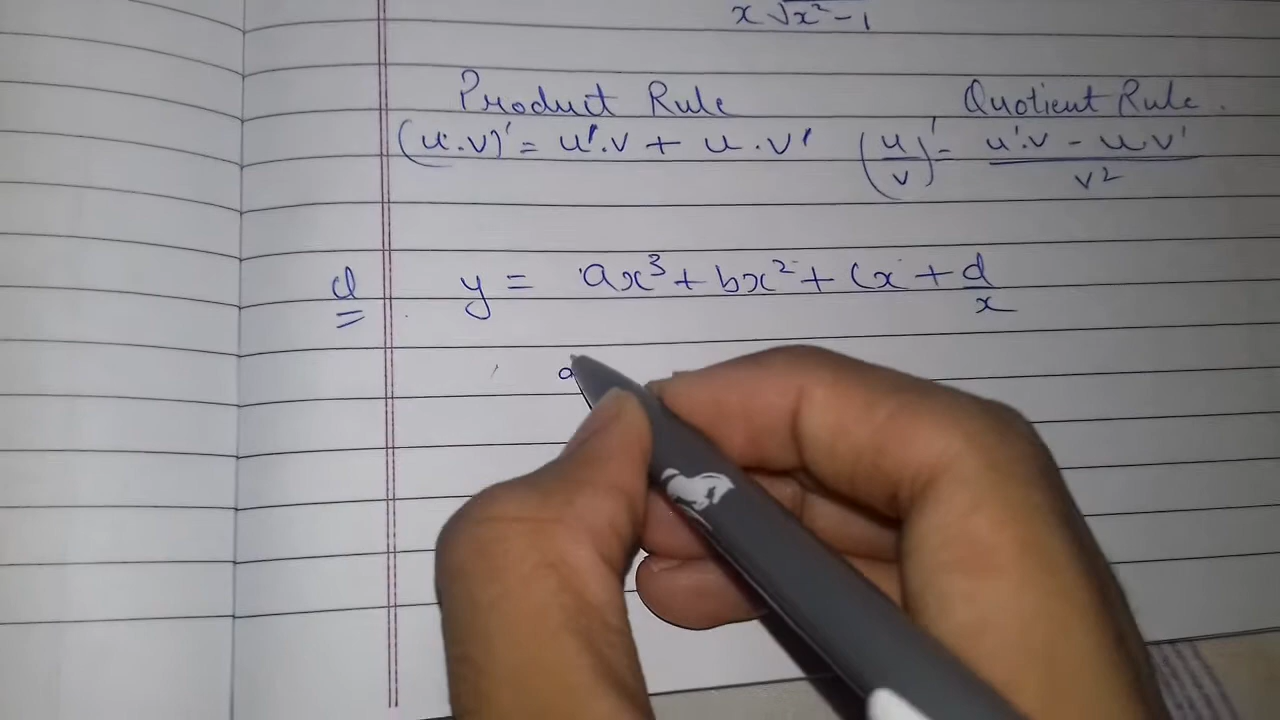 x √x² - 1
Product Rule Quotient Rule.
(u.v)' = u'.v + u.v' (u/v)' = u'.v - u.v' / v²
d y = ax³ + bx² + cx + d/x
a